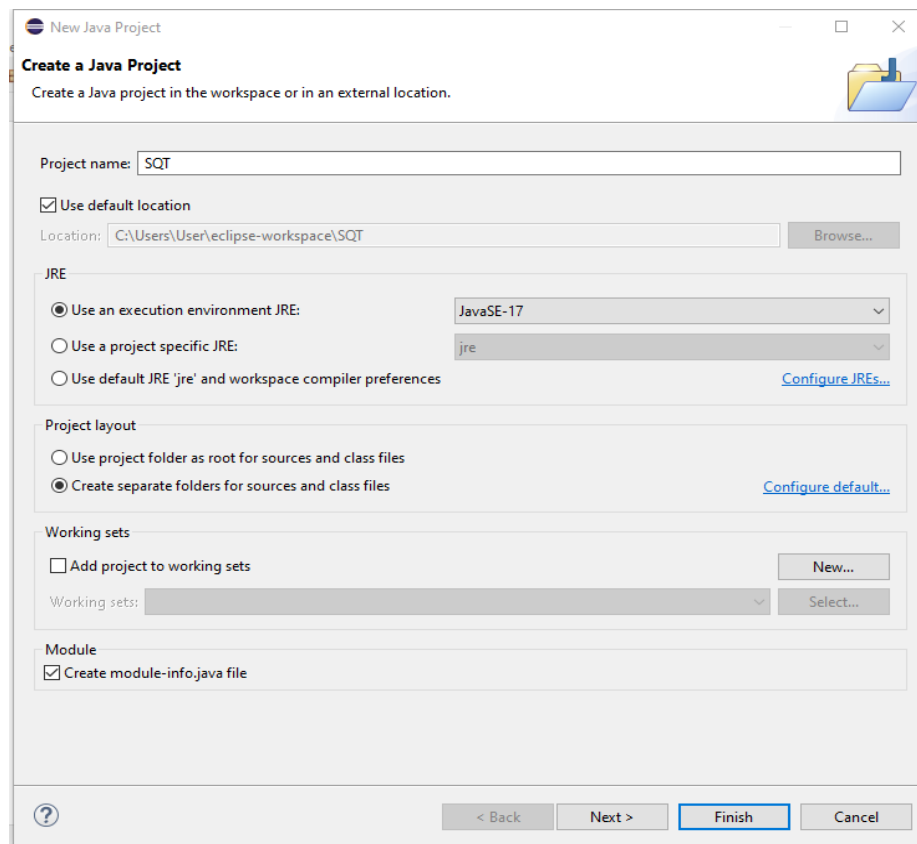 New Java Project
Create a Java Project
Create a Java project in the workspace or in an external location.
Project name: SQT
Use default location
Location: C:\Users\User\eclipse-workspace\SQT Browse...
JRE
Use an execution environment JRE: JavaSE-17
Use a project specific JRE: jre
Use default JRE 'jre' and workspace compiler preferences Configure JREs...
Project layout
Use project folder as root for sources and class files
Create separate folders for sources and class files Configure default...
Working sets
Add project to working sets New...
Working sets: Select...
Module
Create module-info.java file
? < Back Next > Finish Cancel